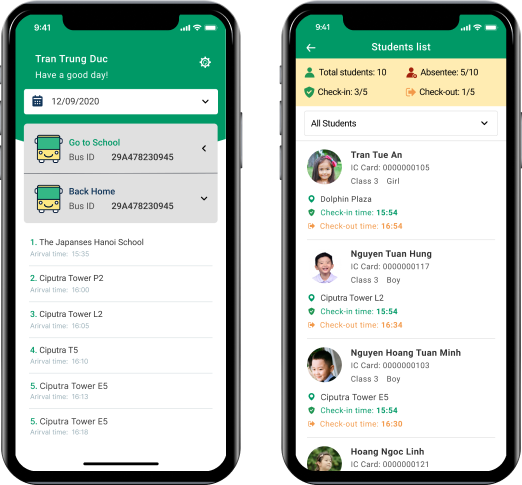 9:41
Tran Trung Duc
Have a good day!
12/09/2020
Go to School
Bus ID 29A478230945
Back Home
Bus ID 29A478230945
1. The Japanses Hanoi School
Arirval time: 15:35
2. Ciputra Tower P2
Arirval time: 16:00
3. Ciputra Tower L2
Arirval time: 16:05
4. Ciputra T5
Arirval time: 16:10
5. Ciputra Tower E5
Arirval time: 16:13
5. Ciputra Tower E5
Arirval time: 16:18
9:41
Students list
Total students: 10 Absentee: 5/10
Check-in: 3/5 Check-out: 1/5
All Students
Tran Tue An
IC Card: 0000000105
Class 3 Girl
Dolphin Plaza
Check-in time: 15:54
Check-out time: 16:54
Nguyen Tuan Hung
IC Card: 0000000117
Class 3 Boy
Ciputra Tower L2
Check-in time: 15:54
Check-out time: 16:34
Nguyen Hoang Tuan Minh
IC Card: 0000000103
Class 3 Boy
Ciputra Tower E5
Check-in time: 15:54
Check-out time: 16:30
Hoang Ngoc Linh
IC Card: 0000000121